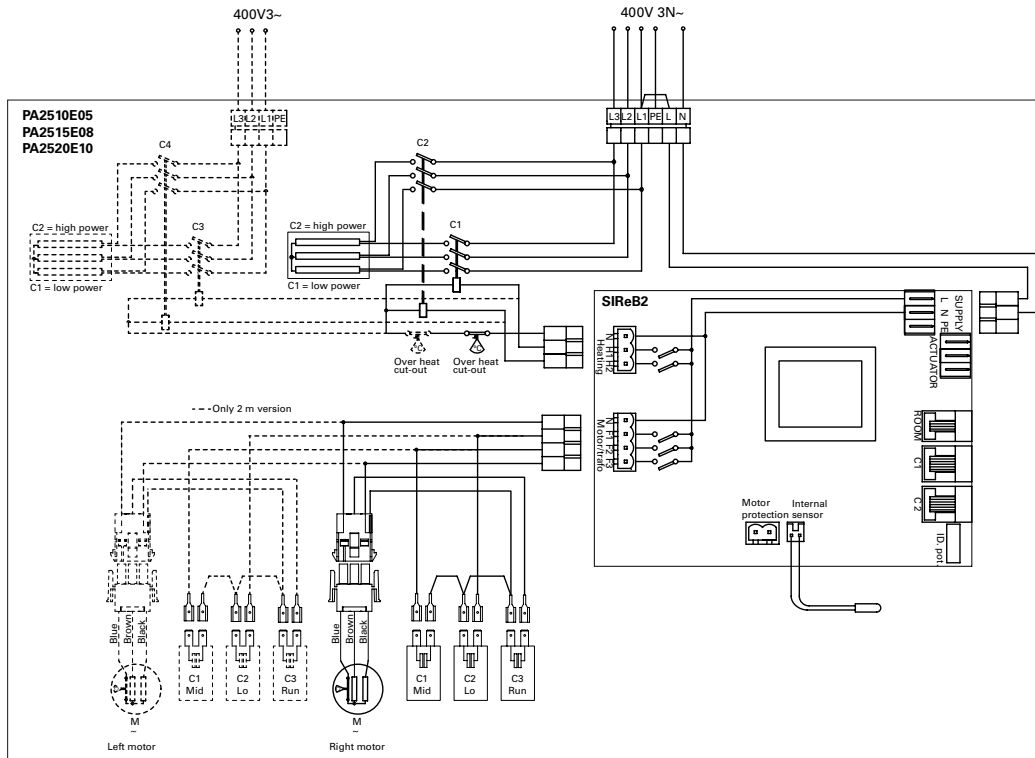 400V3~
400V 3N~
PA2510E05
PA2515E08
PA2520E10
L3 L2 L1 PE
L3 L2 L1 PE L N
C4
C2
C3
C1
C2 = high power
C1 = low power
C2 = high power
C1 = low power
SIReB2
L N PE
SUPPLY
ACTUATOR
N H1 H2
Heating
°C
°C
Over heat
cut-out
Over heat
cut-out
---- Only 2 m version
N F1 F2 F3
Motor/trafo
ROOM
C1
C 2
ID. pot.
Motor
protection
Internal
sensor
Blue
Brown
Black
Blue
Brown
Black
C1
Mid
C2
Lo
C3
Run
C1
Mid
C2
Lo
C3
Run
M
~
M
~
Left motor
Right motor